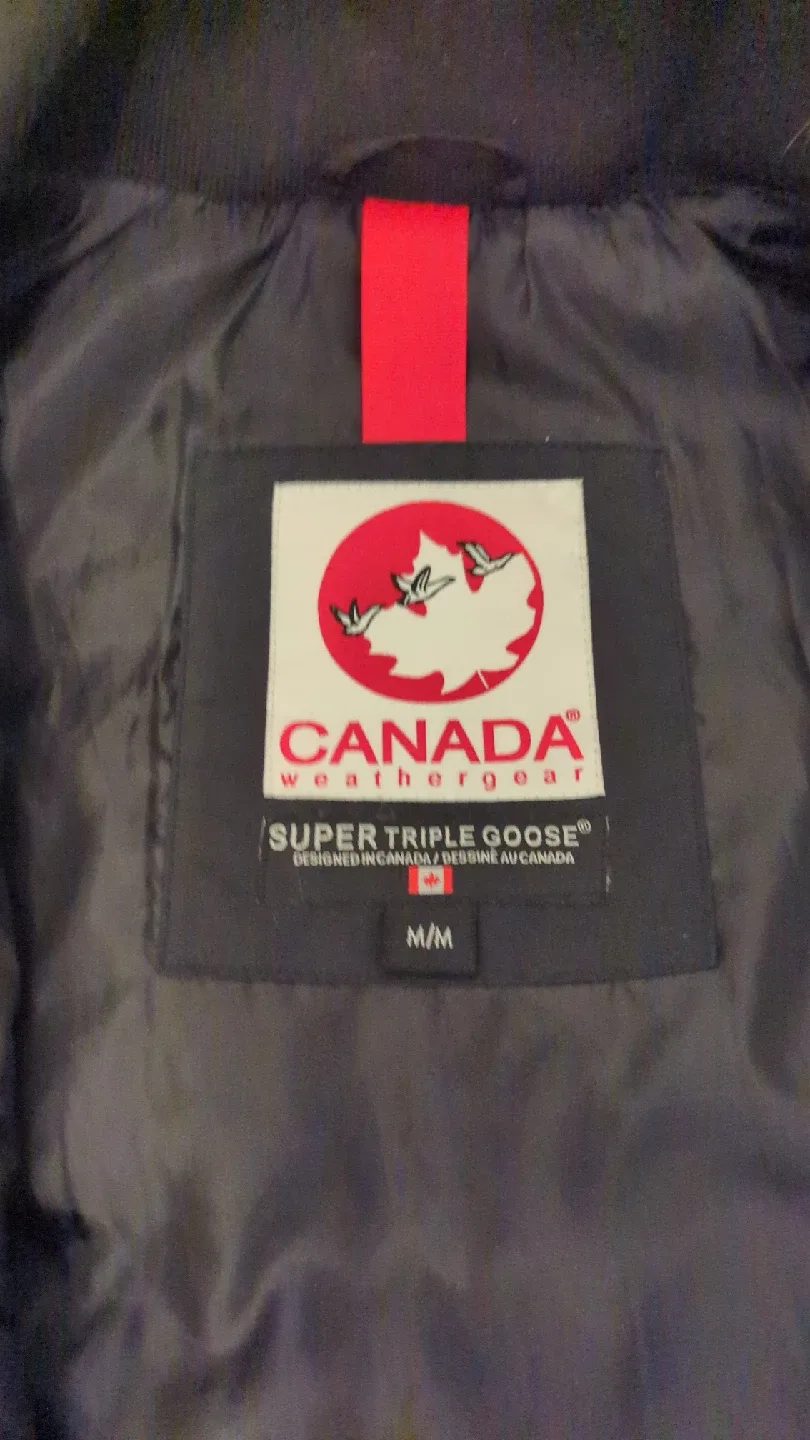 CANADA®
weathergear
SUPER TRIPLE GOOSE®
DESIGNED IN CANADA / DESSINÉ AU CANADA
M/M